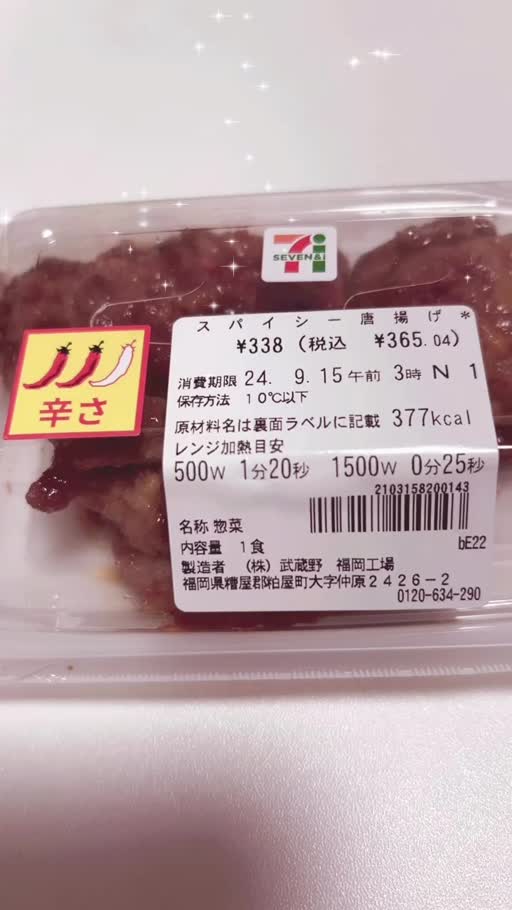 7i
SEVEN&i
スパイシー唐揚げ*
¥338(税込 ¥365.04)
消費期限 24. 9.15午前 3時 N 1
保存方法 10℃以下
原材料名は裏面ラベルに記載 377kcal
レンジ加熱目安
500W 1分20秒 1500W 0分25秒
2103158200143
名称 惣菜
内容量 1食
bE22
製造者 (株)武蔵野 福岡工場
福岡県糟屋郡粕屋町大字仲原2426-2
0120-634-290
辛さ